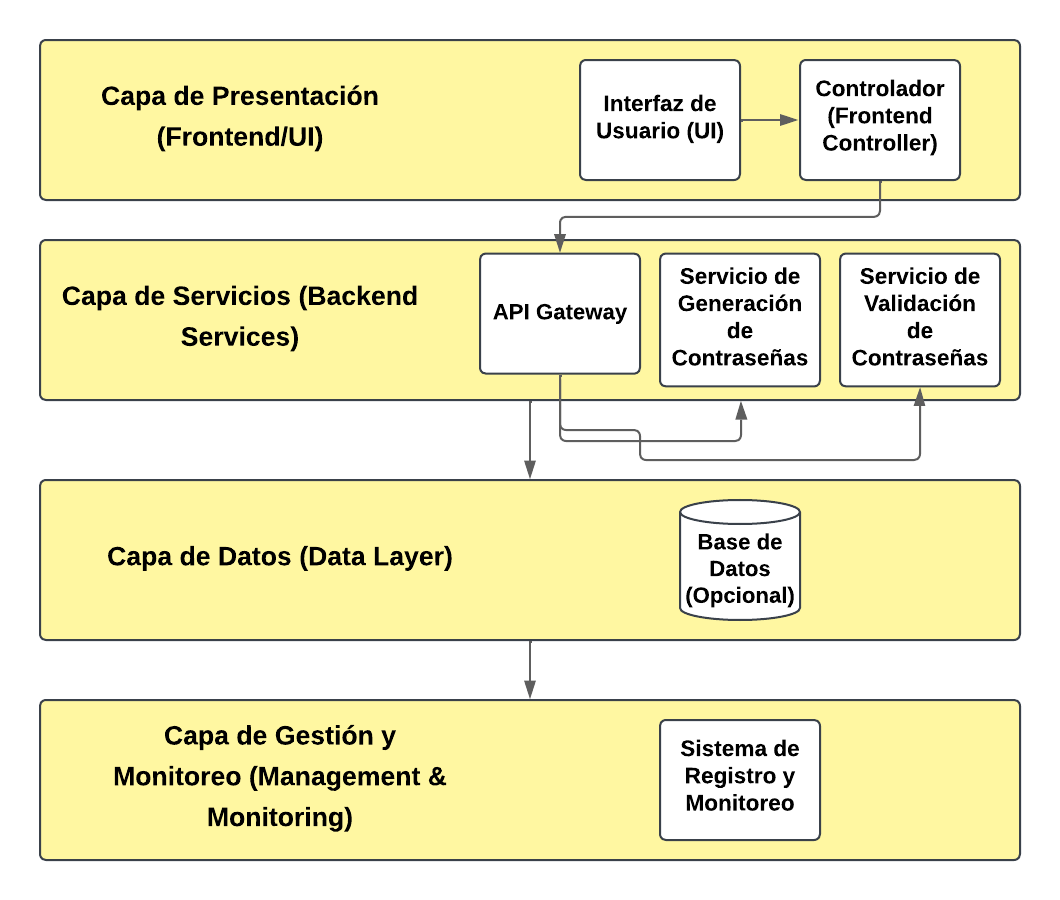 Capa de Presentación
(Frontend/UI)
Interfaz de
Usuario (UI)
Controlador
(Frontend
Controller)
Capa de Servicios (Backend
Services)
API Gateway
Servicio de
Generación
de
Contraseñas
Servicio de
Validación
de
Contraseñas
Capa de Datos (Data Layer)
Base de
Datos
(Opcional)
Capa de Gestión y
Monitoreo (Management &
Monitoring)
Sistema de
Registro y
Monitoreo